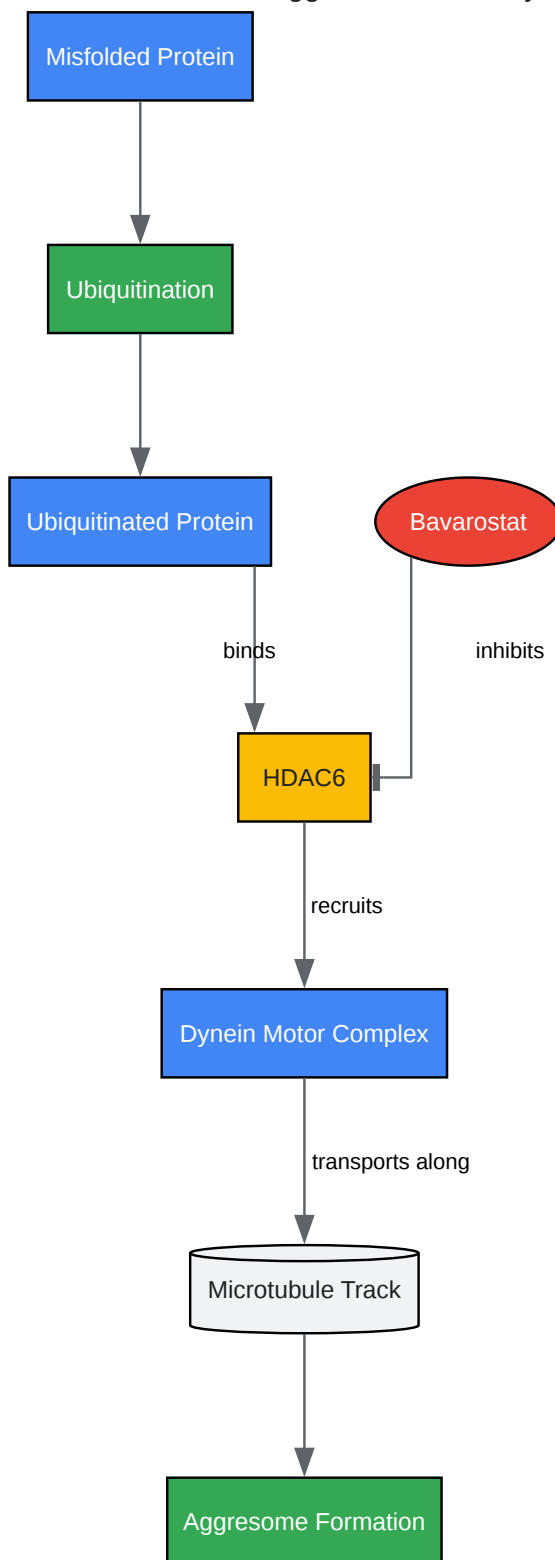 Misfolded Protein
Ubiquitination
Ubiquitinated Protein
Bavarostat
binds
inhibits
HDAC6
recruits
Dynein Motor Complex
transports along
Microtubule Track
Aggresome Formation